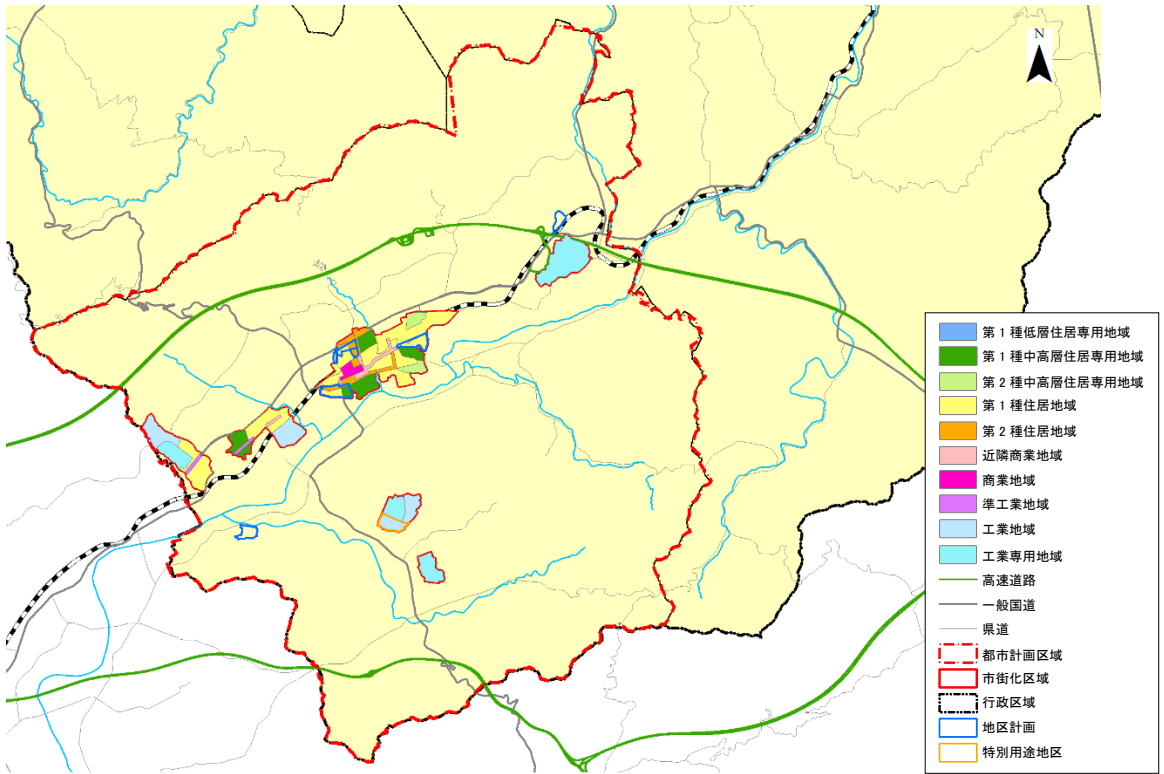 N
第１種低層住居専用地域
第１種中高層住居専用地域
第２種中高層住居専用地域
第１種住居地域
第２種住居地域
近隣商業地域
商業地域
準工業地域
工業地域
工業専用地域
高速道路
一般国道
県道
都市計画区域
市街化区域
行政区域
地区計画
特別用途地区